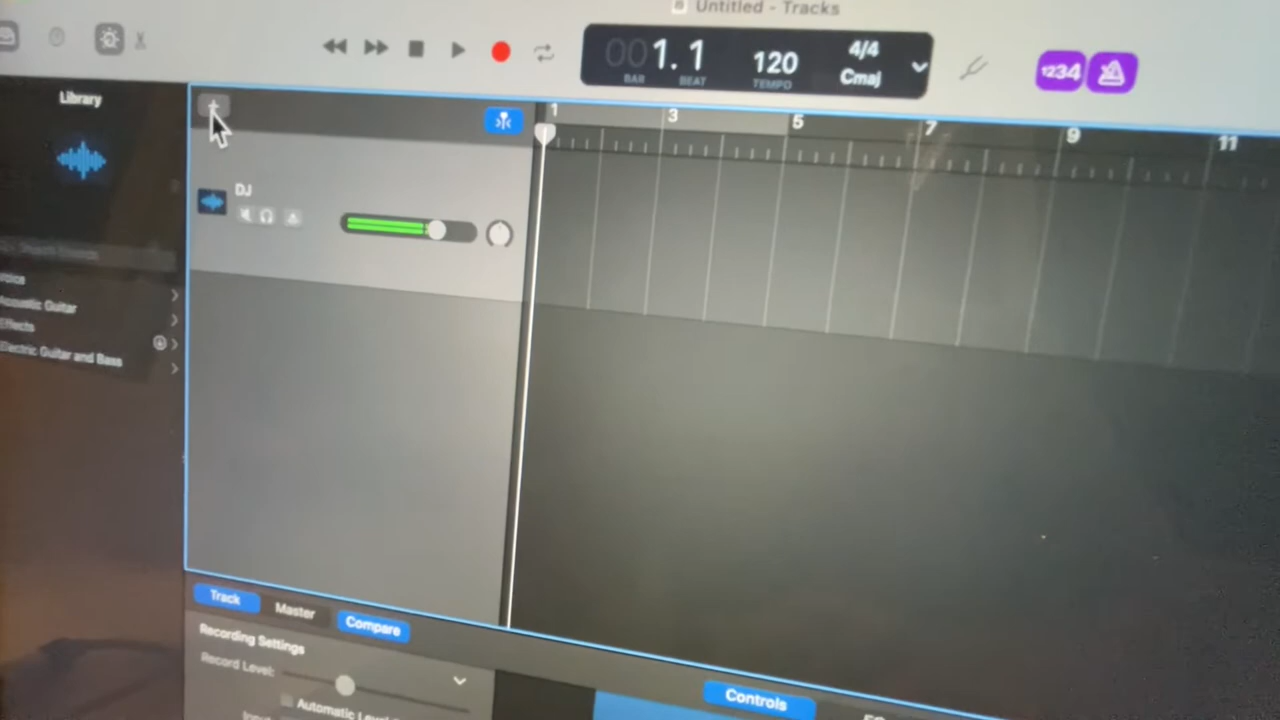 Untitled - Tracks
001.1
120
4/4
Cmaj
BAR
BEAT
TEMPO
1234
Library
1
3
5
7
9
11
DJ
Acoustic Guitar
Effects
Electric Guitar and Bass
Track
Master
Compare
Recording Settings
Record Level:
Controls